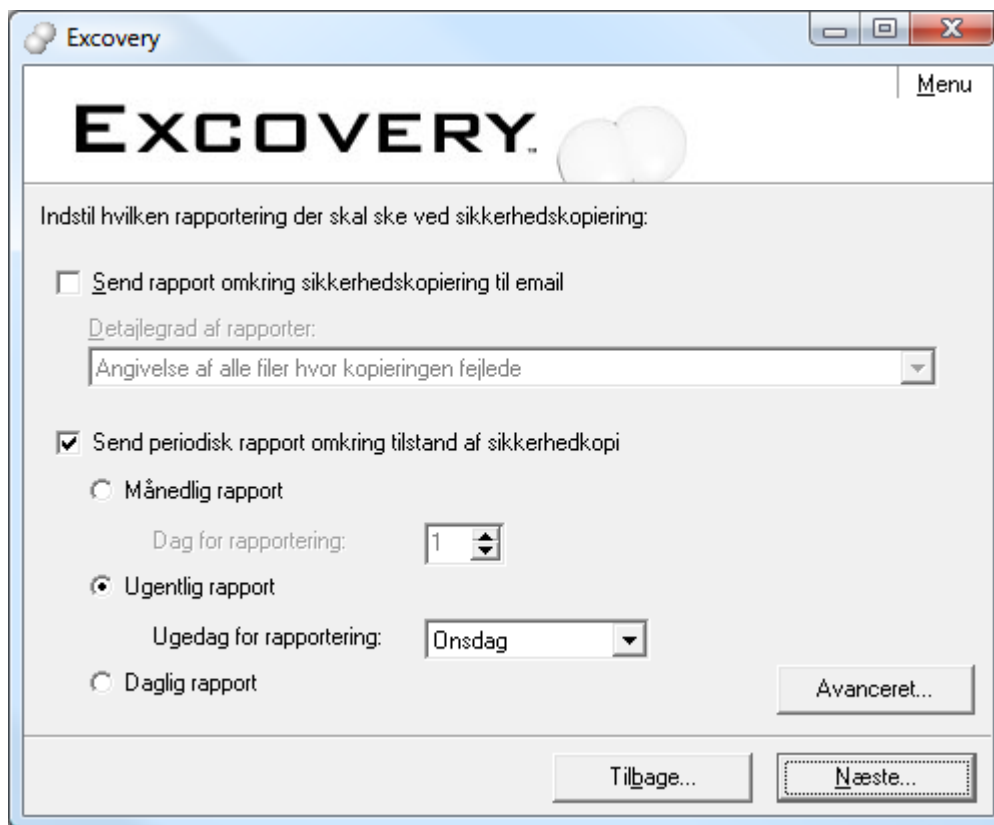 Excovery
Menu
EXCOVERY™
Indstil hvilken rapportering der skal ske ved sikkerhedskopiering:
Send rapport omkring sikkerhedskopiering til email
Detajlegrad af rapporter:
Angivelse af alle filer hvor kopieringen fejlede
Send periodisk rapport omkring tilstand af sikkerhedkopi
Månedlig rapport
Dag for rapportering: 1
Ugentlig rapport
Ugedag for rapportering: Onsdag
Daglig rapport
Avanceret...
Tilbage... Næste...